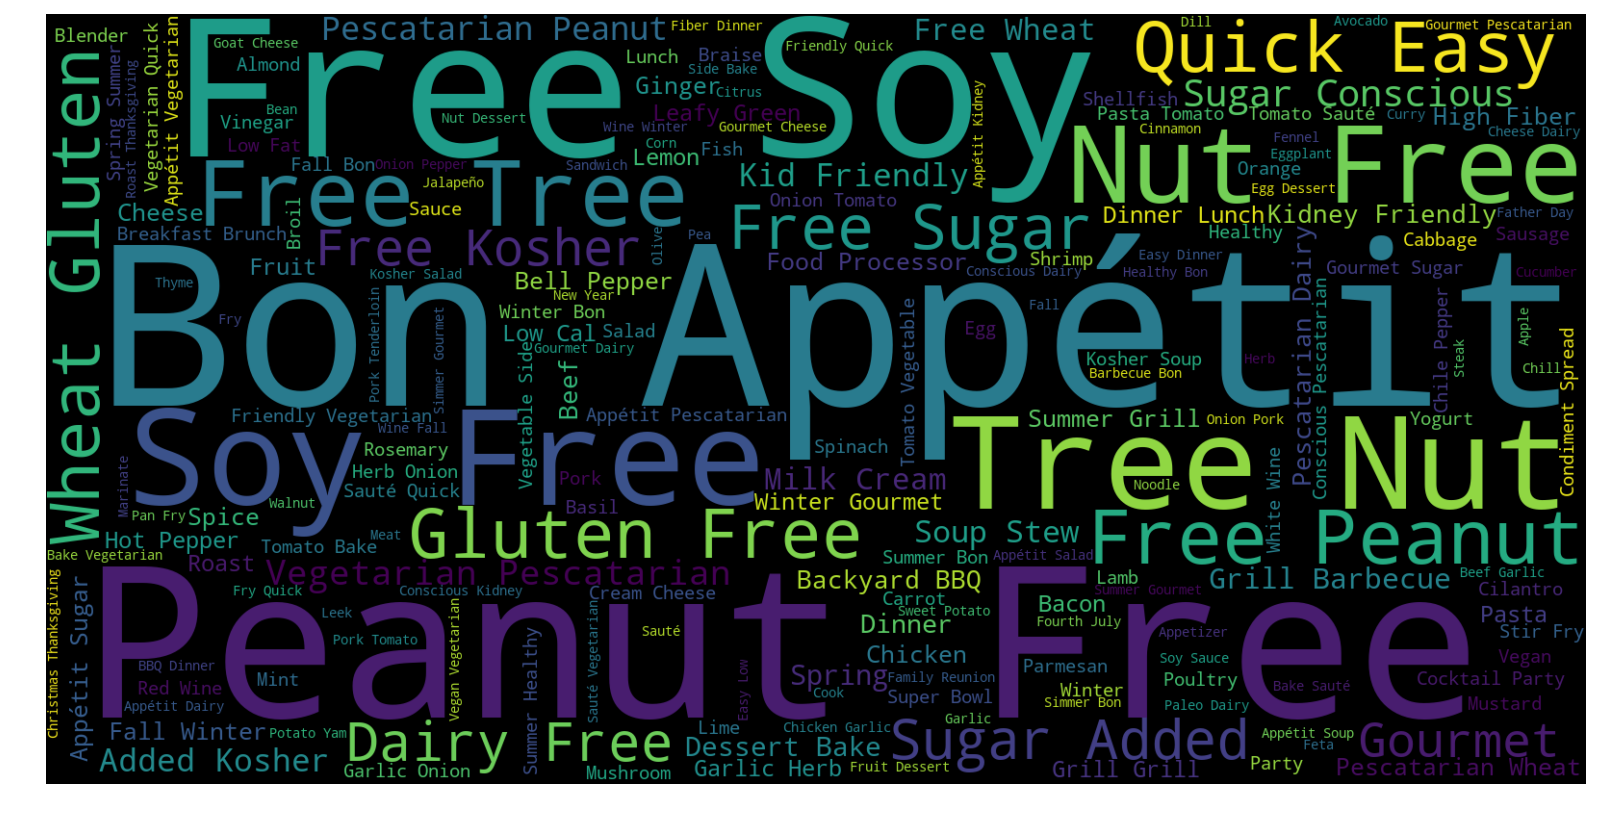 Blender
Spring Summer
Roast Thanksgiving
Vegetarian Quick
Appétit Vegetarian
Free Soy
Goat Cheese
Almond
Bean
Vinegar
Low Fat
Pescatarian Peanut
Fiber Dinner
Nut Dessert
Lunch
Braise
Side Bake
Ginger
Citrus
Leafy Green
Wine Winter
Gourmet Cheese
Corn
Friendly Quick
Free Wheat
Appétit Kidney
Dill
Avocado
Gourmet Pescatarian
Quick Easy
Shellfish
Sugar Conscious
Pasta Tomato
Tomato Sauté
Curry
High Fiber
Cinnamon
Fennel
Cheese Dairy
Nut Free
Eggplant
Orange
Egg Dessert
Wheat Gluten
Fall Bon
Onion Pepper
Sandwich
Lemon
Fish
Free Tree
Jalapeño
Sauce
Kid Friendly
Onion Tomato
Cheese
Broil
Breakfast Brunch
Free Kosher
Olive
Pea
Free Sugar
Dinner Lunch
Kidney Friendly
Father Day
Healthy
Cabbage
Sausage
Fruit
Kosher Salad
Bell Pepper
Food Processor
Shrimp
Easy Dinner
Conscious Dairy
Healthy Bon
Pescatarian Dairy
Gourmet Sugar
Cucumber
Thyme
New Year
Bon Appétit
Fry
Pork Tenderloin
Simmer Gourmet
Winter Bon
Low Cal
Salad
Gourmet Dairy
Tomato Vegetable
Egg
Fall
Conscious Pescatarian
Chile Pepper
Steak
Apple
Chill
Condiment Spread
Kosher Soup
Barbecue Bon
Herb
Vegetable Side
Beef
Friendly Vegetarian
Wine Fall
Appétit Pescatarian
Summer Grill
Onion Pork
Yogurt
Soy Free
Rosemary
Herb Onion
Sauté Quick
Spinach
Tree Nut
Marinate
Pork
Milk Cream
Noodle
White Wine
Walnut
Basil
Winter Gourmet
Pan Fry
Spice
Hot Pepper
Meat
Gluten Free
Soup Stew
Free Peanut
Bake Vegetarian
Tomato Bake
Roast
Vegetarian Pescatarian
Summer Bon
Appétit Salad
Backyard BBQ
Lamb
Summer Gourmet
Grill Barbecue
Beef Garlic
Christmas Thanksgiving
Appétit Sugar
Peanut Free
Fry Quick
Conscious Kidney
Cream Cheese
Carrot
Sweet Potato
Bacon
Fourth July
Cilantro
Leek
Pasta
Vegan Vegetarian
Sauté Vegetarian
Summer Healthy
Pork Tomato
Sauté
Dinner
Appetizer
Stir Fry
BBQ Dinner
Chicken
Parmesan
Soy Sauce
Vegan
Red Wine
Mint
Easy Low
Spring
Family Reunion
Poultry
Bake Sauté
Cocktail Party
Appétit Dairy
Cook
Super Bowl
Winter
Simmer Bon
Paleo Dairy
Mustard
Fall Winter
Potato Yam
Dairy Free
Lime
Chicken Garlic
Garlic
Sugar Added
Appétit Soup
Feta
Gourmet
Added Kosher
Garlic Onion
Mushroom
Dessert Bake
Garlic Herb
Fruit Dessert
Grill Grill
Party
Pescatarian Wheat